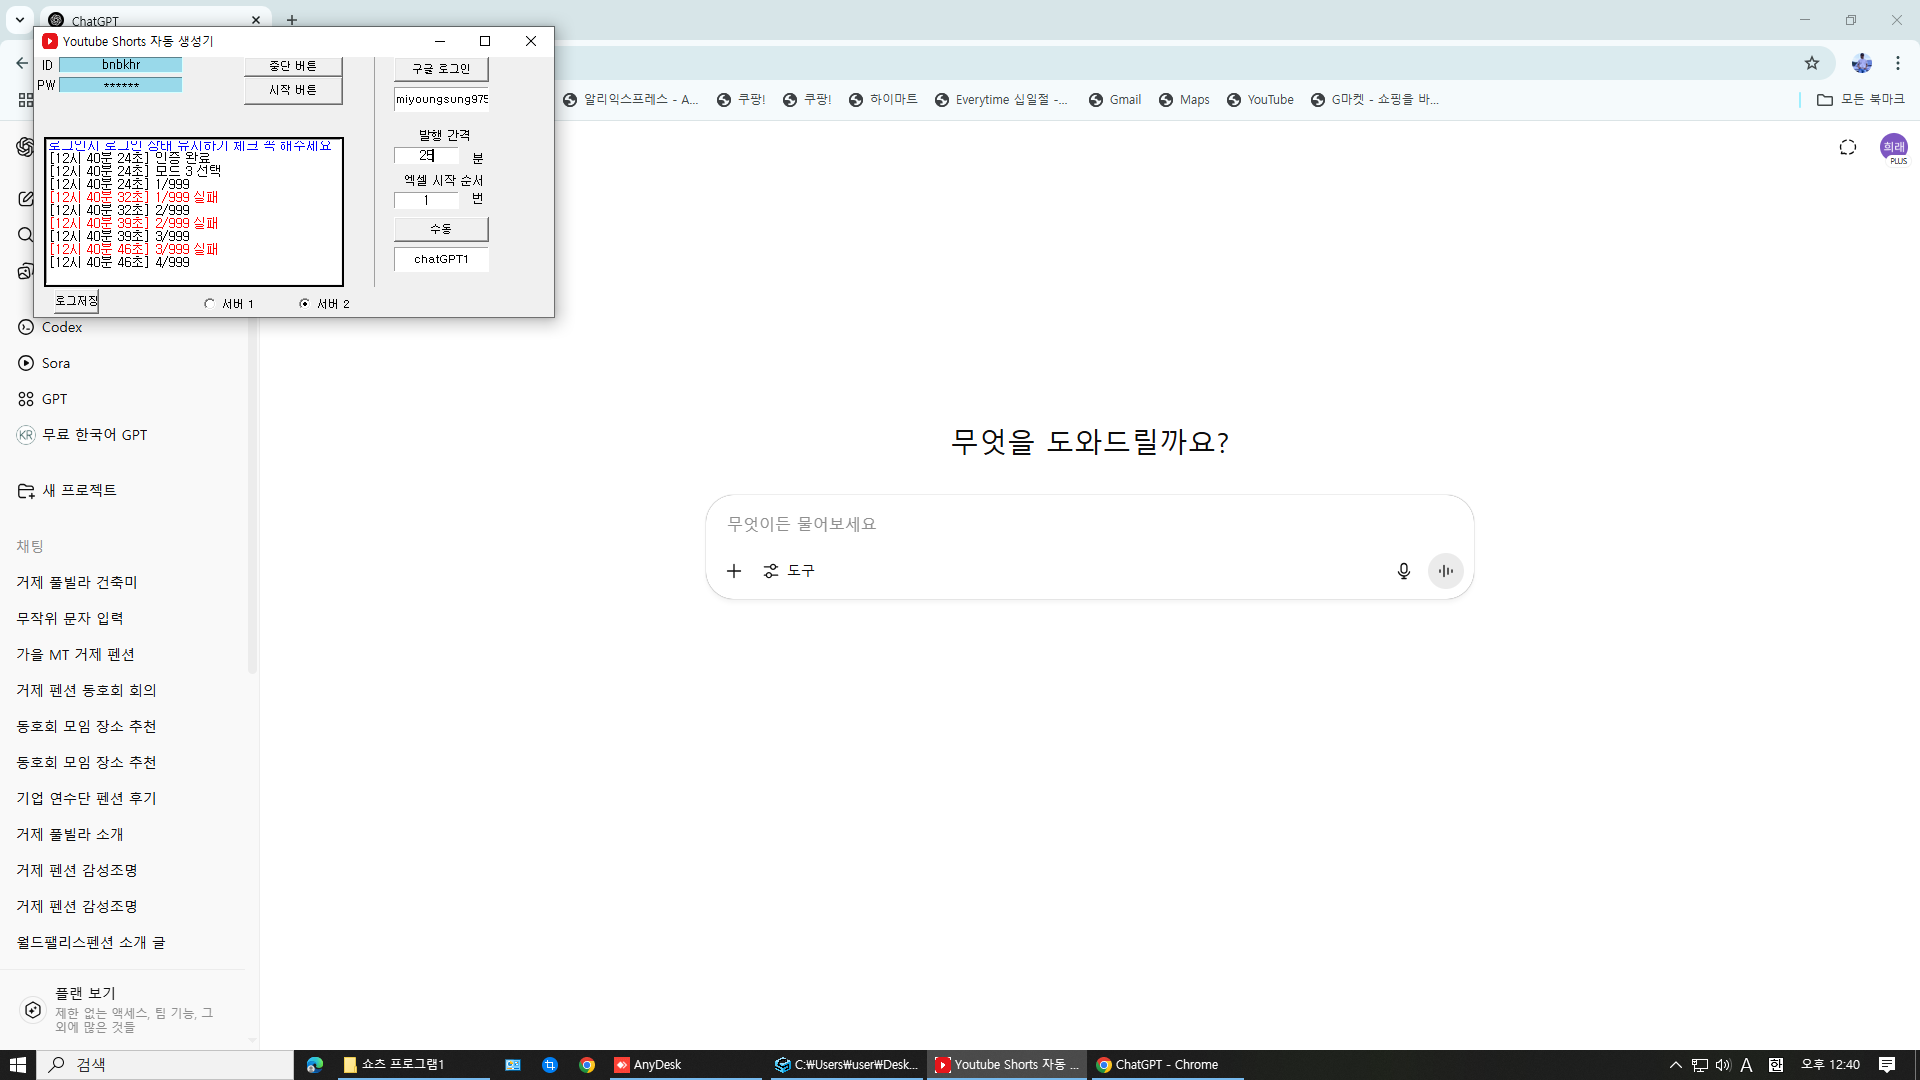 ChatGPT
Youtube Shorts 자동 생성기
ID bnbkhr
PW ******
중단 버튼
시작 버튼
구글 로그인
miyoungsung975
발행 간격
25 분
엑셀 시작 순서
1 번
수동
chatGPT1
로그인시 로그인 상태 유지하기 체크 꼭 해주세요
[12시 40분 24초] 인증 완료
[12시 40분 24초] 모드 3 선택
[12시 40분 24초] 1/999
[12시 40분 32초] 1/999 실패
[12시 40분 32초] 2/999
[12시 40분 39초] 2/999 실패
[12시 40분 39초] 3/999
[12시 40분 46초] 3/999 실패
[12시 40분 46초] 4/999
로그저장
서버 1
서버 2
알리익스프레스 - A...
쿠팡!
쿠팡!
하이마트
Everytime 십일절 -...
Gmail
Maps
YouTube
G마켓 - 쇼핑을 바...
모든 북마크
희래
PLUS
Codex
Sora
GPT
KR 무료 한국어 GPT
새 프로젝트
채팅
거제 풀빌라 건축미
무작위 문자 입력
가을 MT 거제 펜션
거제 펜션 동호회 회의
동호회 모임 장소 추천
동호회 모임 장소 추천
기업 연수단 펜션 후기
거제 풀빌라 소개
거제 펜션 감성조명
거제 펜션 감성조명
월드팰리스펜션 소개 글
플랜 보기
제한 없는 액세스, 팀 기능, 그
외에 많은 것들
무엇을 도와드릴까요?
무엇이든 물어보세요
도구
검색
쇼츠 프로그램1
AnyDesk
C:₩Users₩user₩Desk...
Youtube Shorts 자동 ...
ChatGPT - Chrome
A
한
오후 12:40